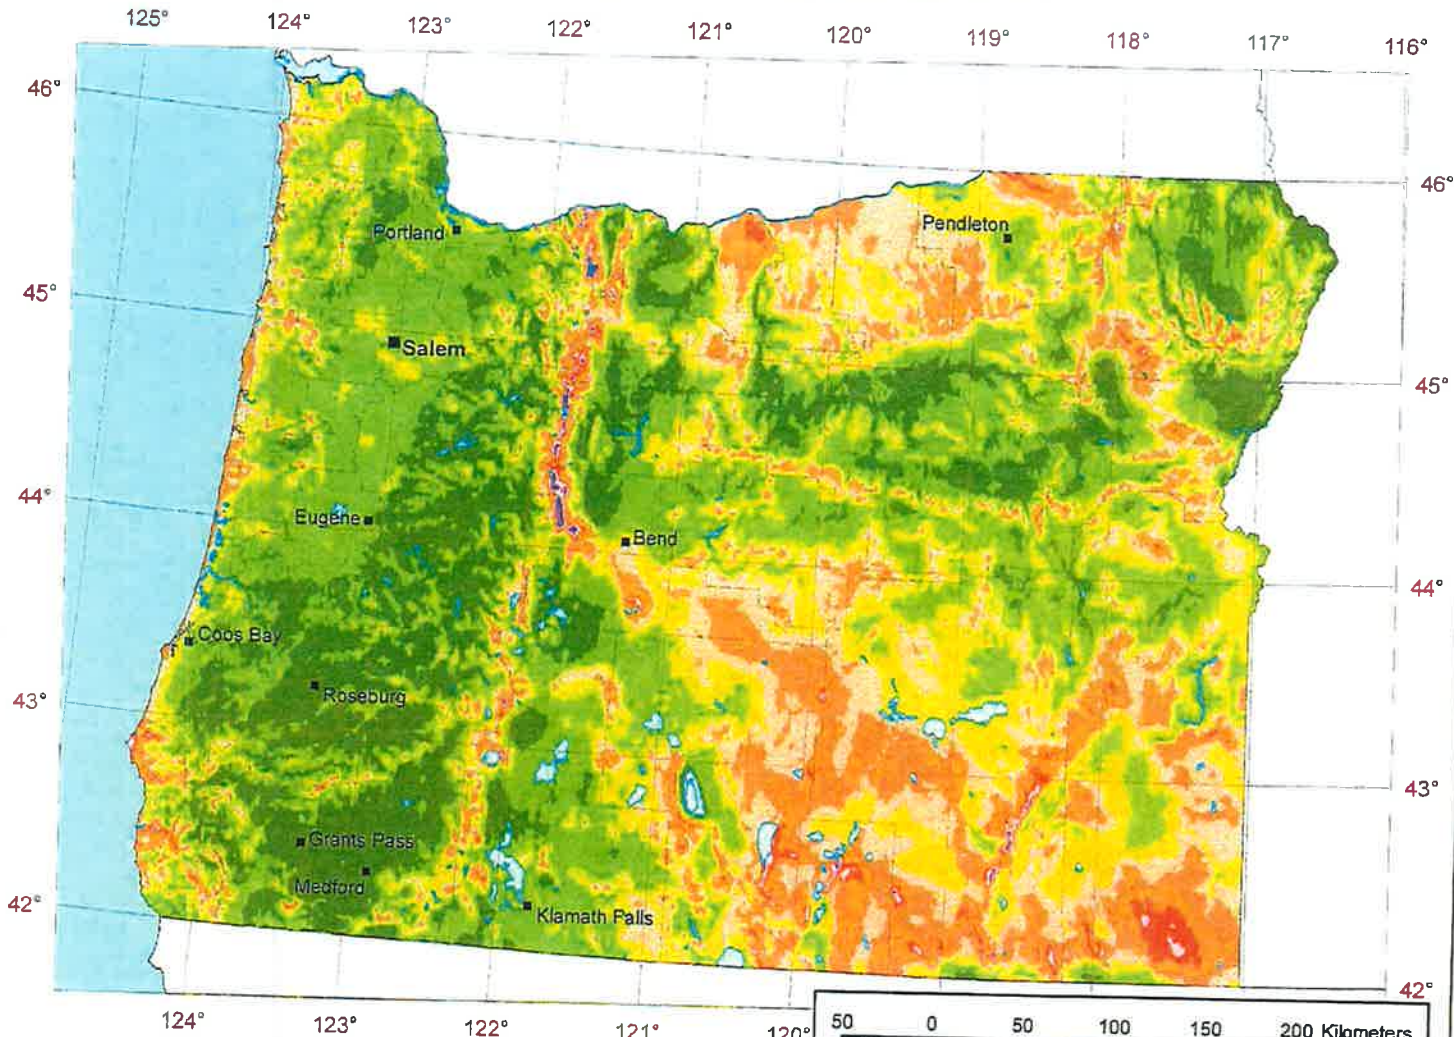 125° 124° 123° 122° 121° 120° 119° 118° 117° 116°
46°
46°
Pendleton
Portland
45°
Salem
45°
44°
Eugene
Bend
44°
Coos Bay
43°
Roseburg
43°
Grants Pass
Medford
42°
Klamath Falls
42°
124° 123° 122° 121° 120°
50 0 50 100 150 200 Kilometers